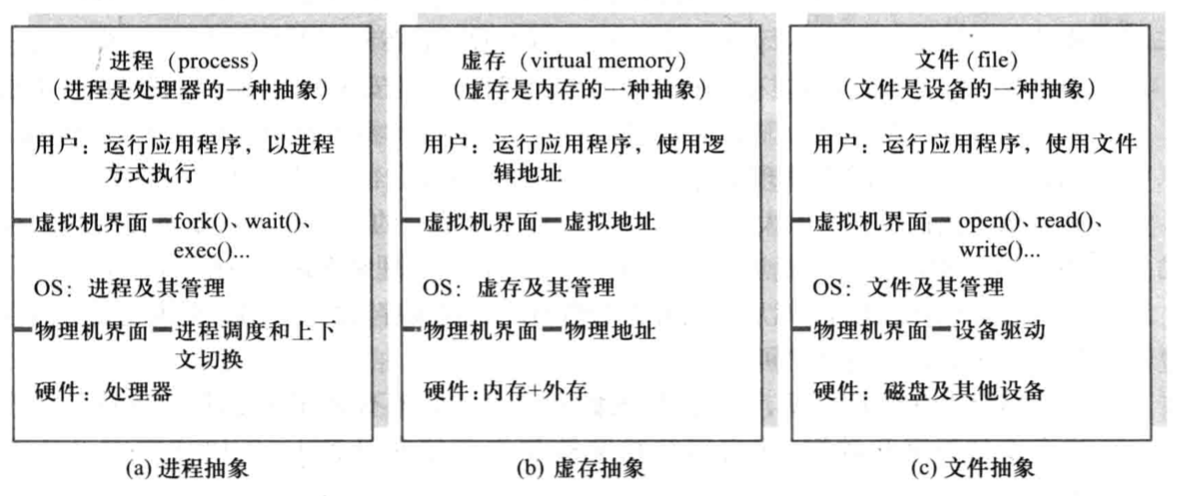 进程 (process)
(进程是处理器的一种抽象)
用户：运行应用程序，以进程
方式执行
虚拟机界面 fork()、wait()、
exec()...
OS：进程及其管理
物理机界面 进程调度和上下
文切换
硬件：处理器
(a) 进程抽象
虚存 (virtual memory)
(虚存是内存的一种抽象)
用户：运行应用程序，使用逻
辑地址
虚拟机界面 虚拟地址
OS：虚存及其管理
物理机界面 物理地址
硬件：内存+外存
(b) 虚存抽象
文件 (file)
(文件是设备的一种抽象)
用户：运行应用程序，使用文件
虚拟机界面 open()、read()、
write()...
OS：文件及其管理
物理机界面 设备驱动
硬件：磁盘及其他设备
(c) 文件抽象